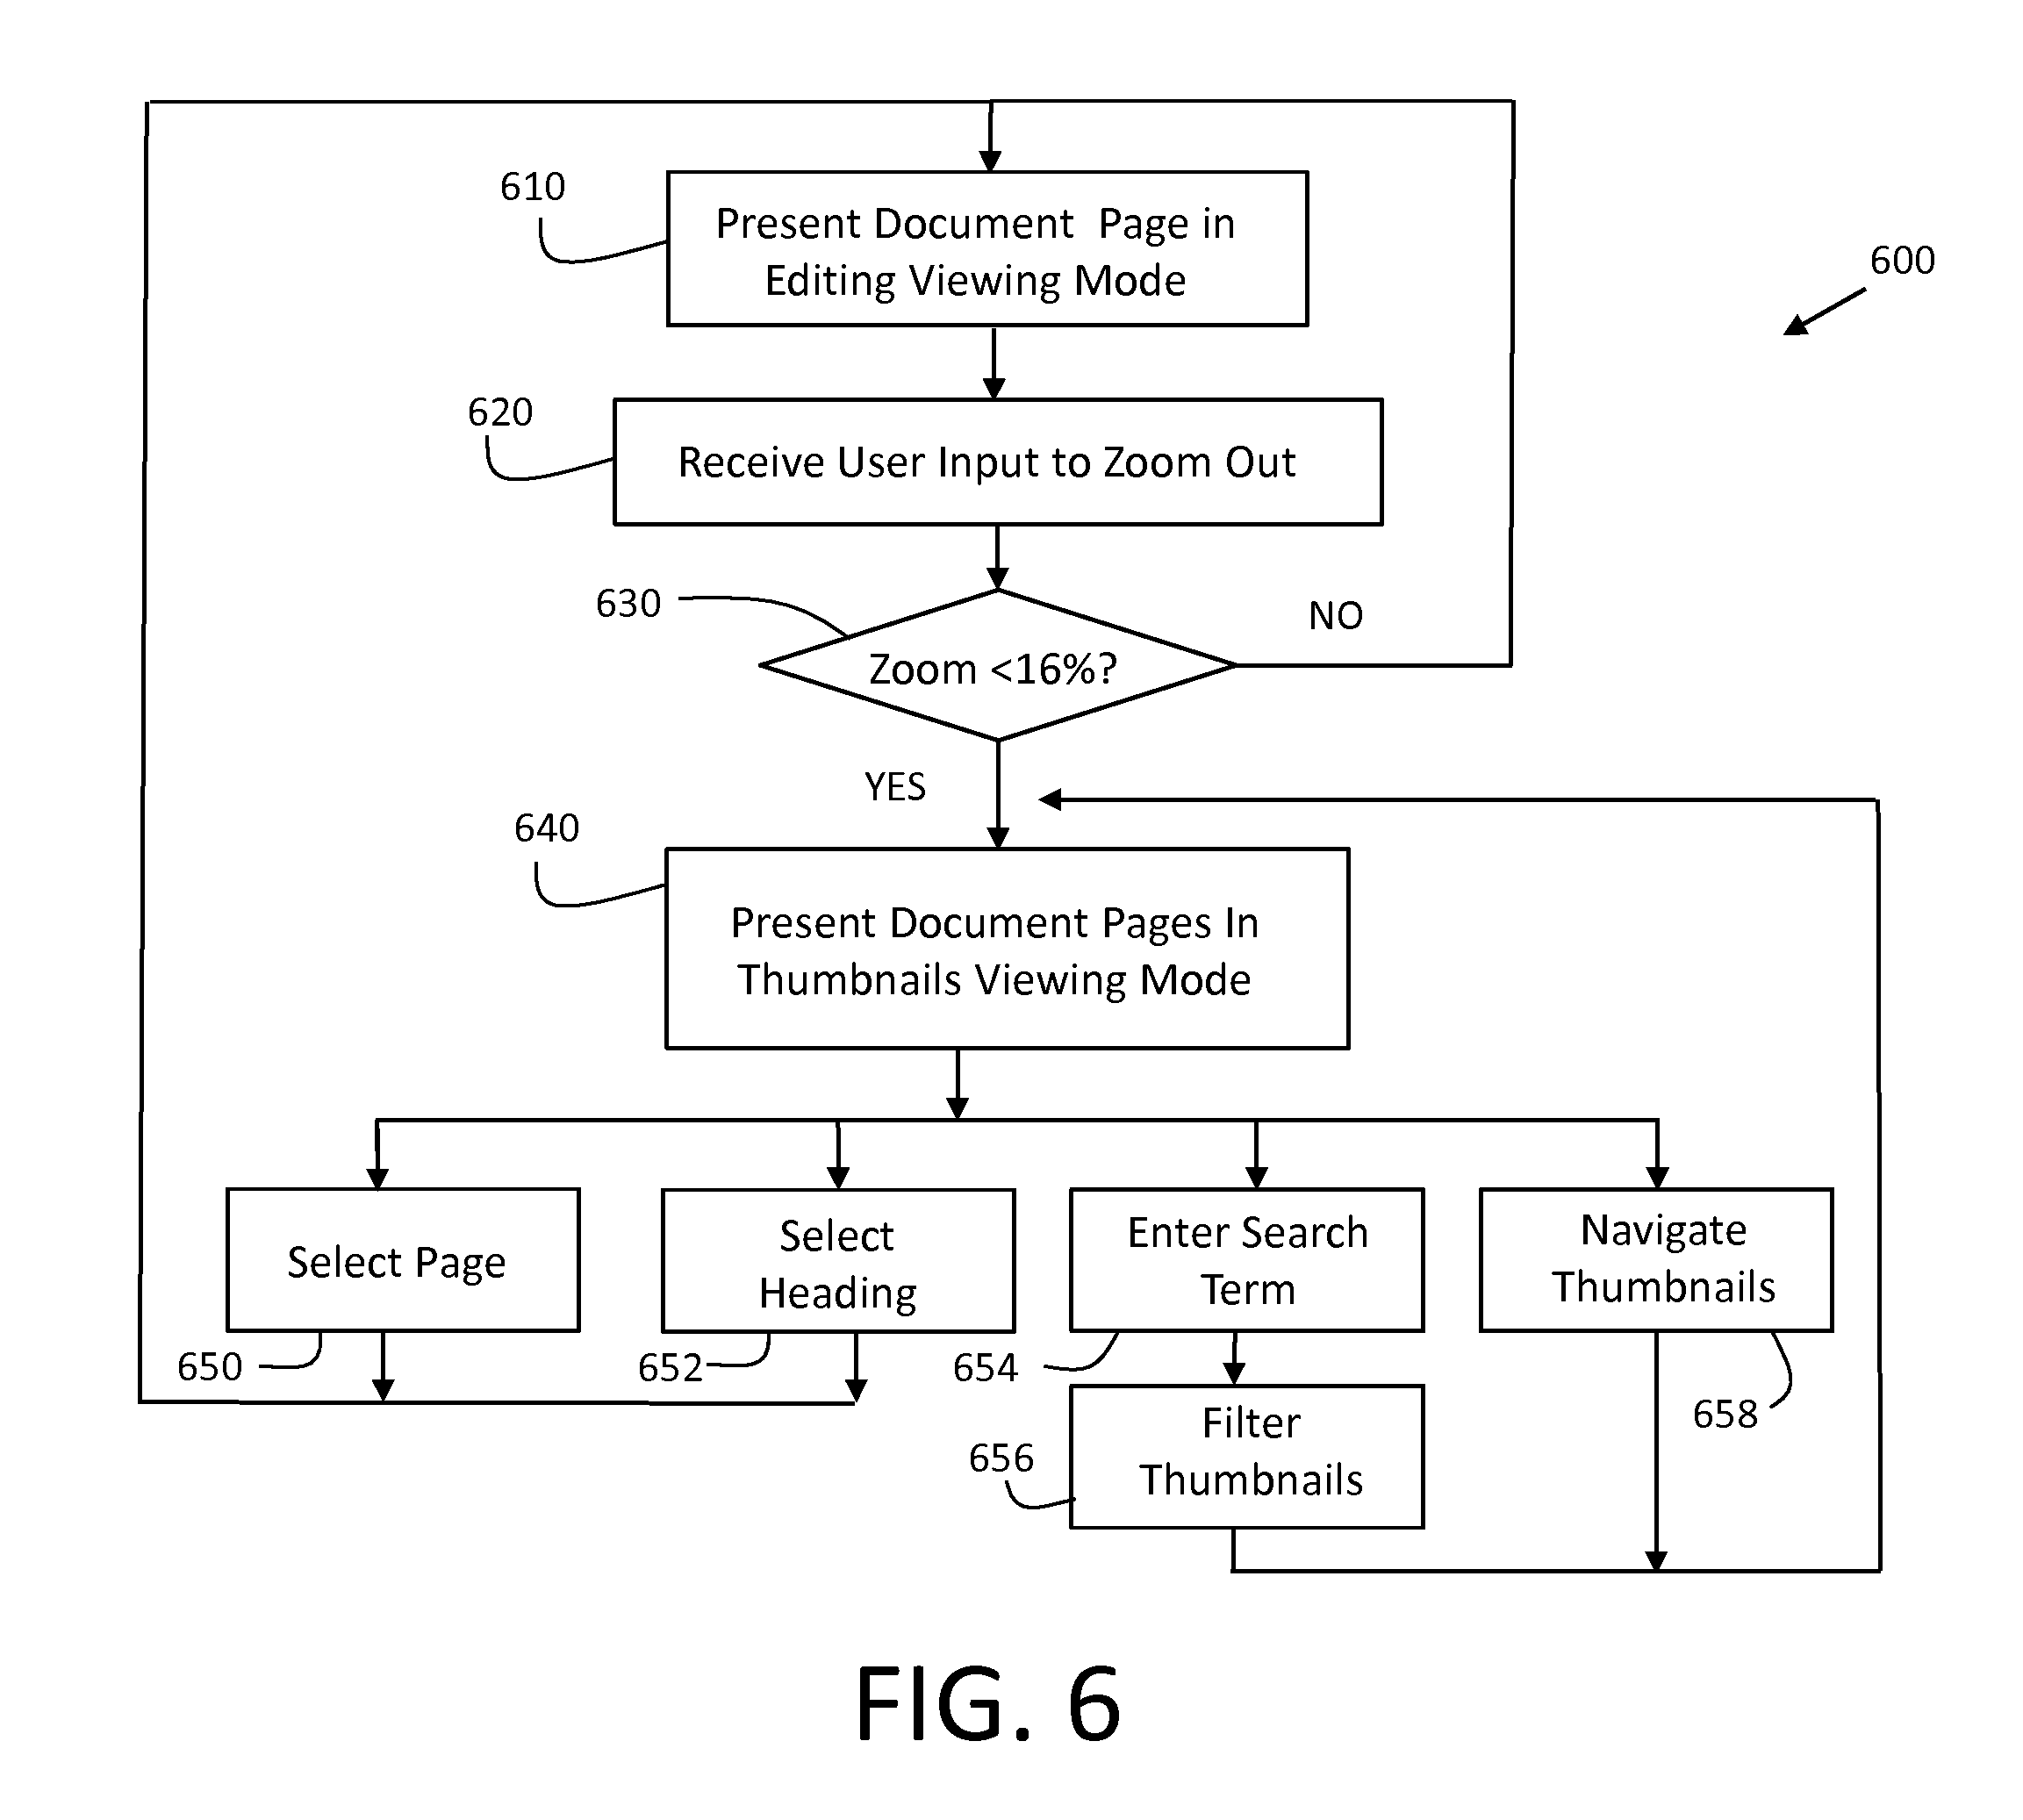 610
Present Document  Page in
Editing Viewing Mode
600
620
Receive User Input to Zoom Out
630
NO
Zoom <16%?
YES
640
Present Document Pages In
Thumbnails Viewing Mode
Select Page
Select
Heading
Enter Search
Term
Navigate
Thumbnails
650
652
654
658
Filter
Thumbnails
656
FIG. 6